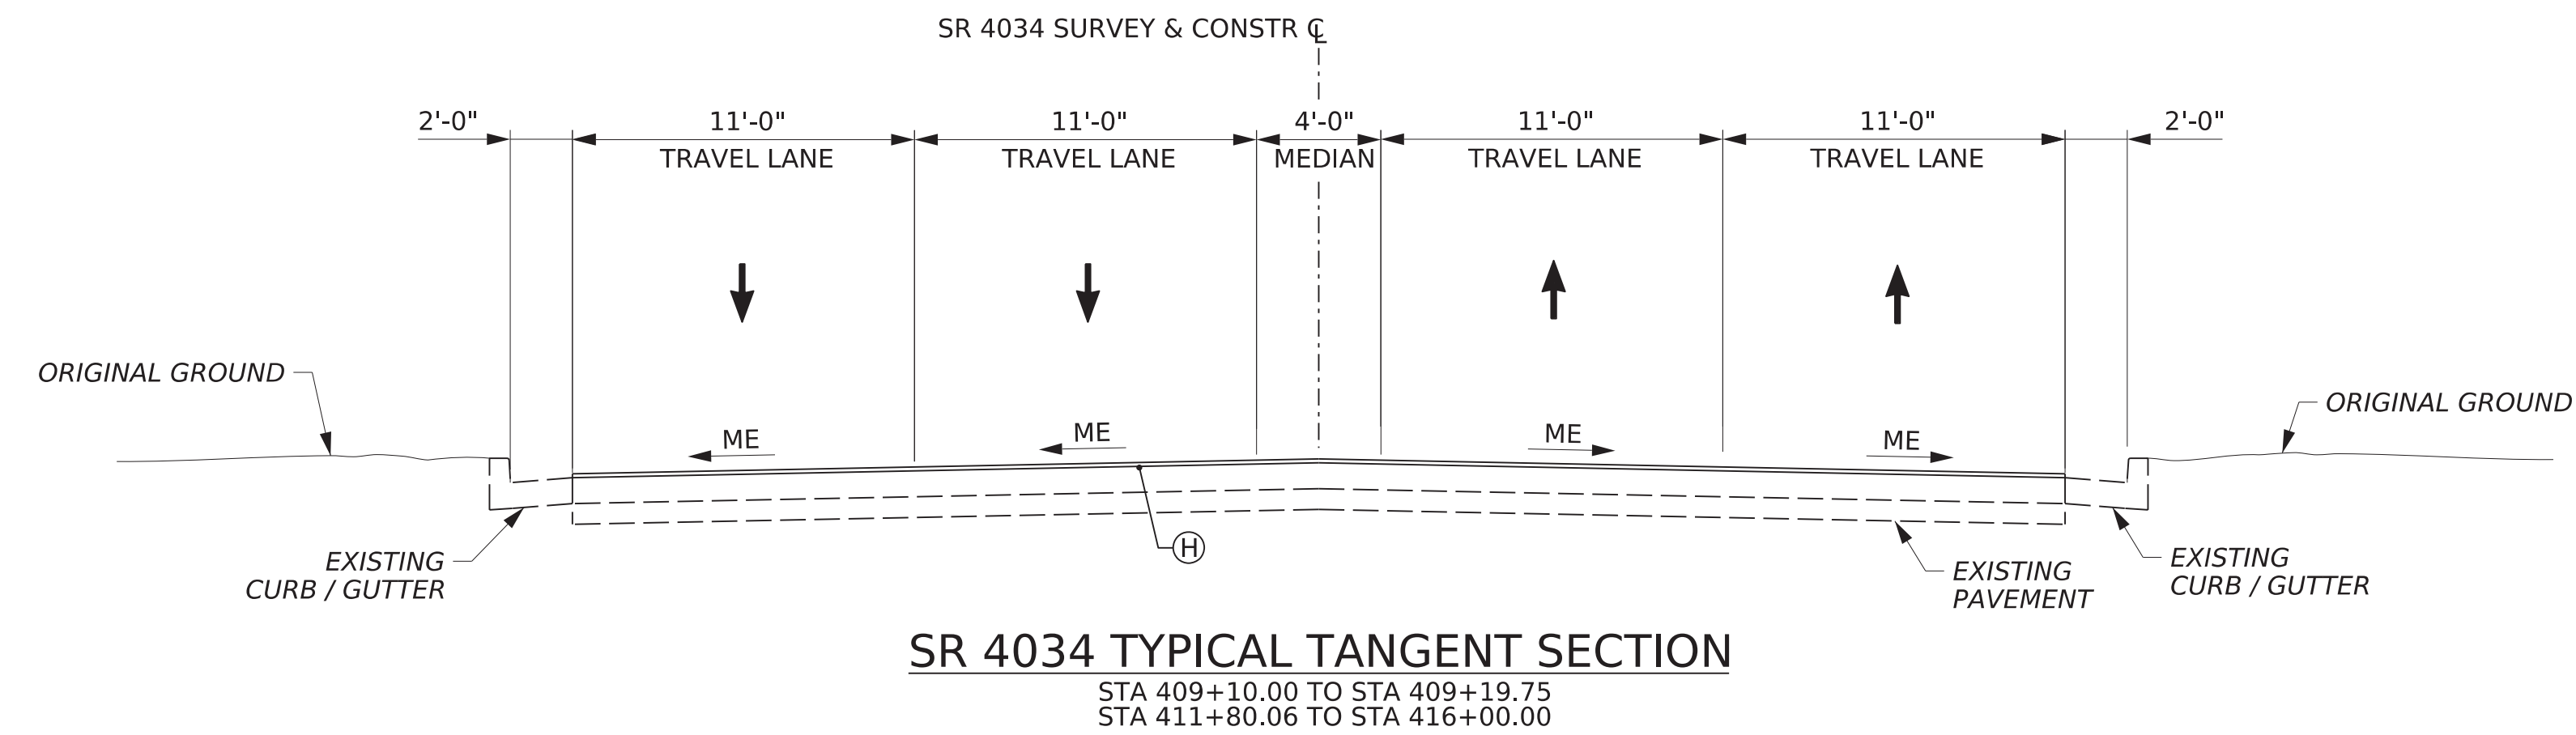 SR 4034 SURVEY & CONSTR ℄
2'-0" 11'-0" 11'-0" 4'-0" 11'-0" 11'-0" 2'-0"
TRAVEL LANE TRAVEL LANE MEDIAN TRAVEL LANE TRAVEL LANE
ORIGINAL GROUND
ORIGINAL GROUND
ME ME ME ME
H
EXISTING
CURB / GUTTER
EXISTING
PAVEMENT
EXISTING
CURB / GUTTER
SR 4034 TYPICAL TANGENT SECTION
STA 409+10.00 TO STA 409+19.75
STA 411+80.06 TO STA 416+00.00